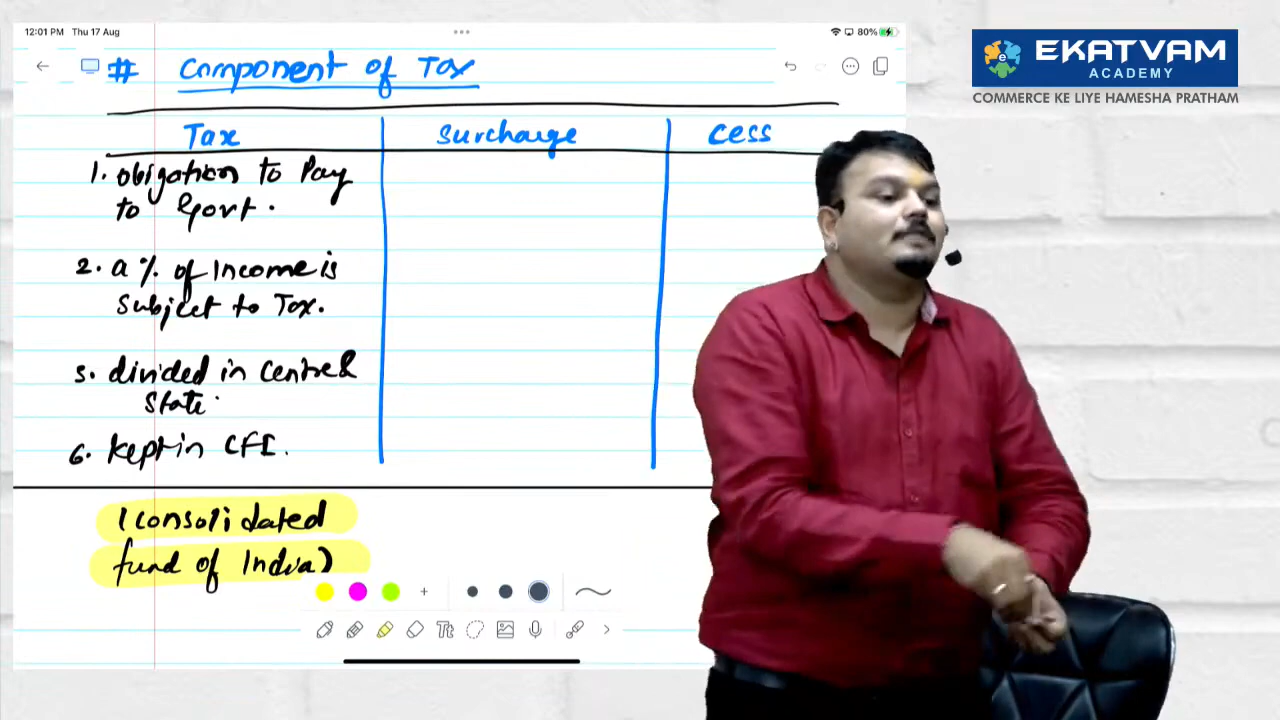 12:01 PM Thu 17 Aug
80%
# Component of Tax
Tax Surcharge Cess
1. obligation to Pay
to Govt.
2. a % of Income is
Subject to Tax.
5. divided in Centre &
State
6. kept in CFI.
(Consolidated
fund of India)
Tt
EKATVAM
ACADEMY
COMMERCE KE LIYE HAMESHA PRATHAM